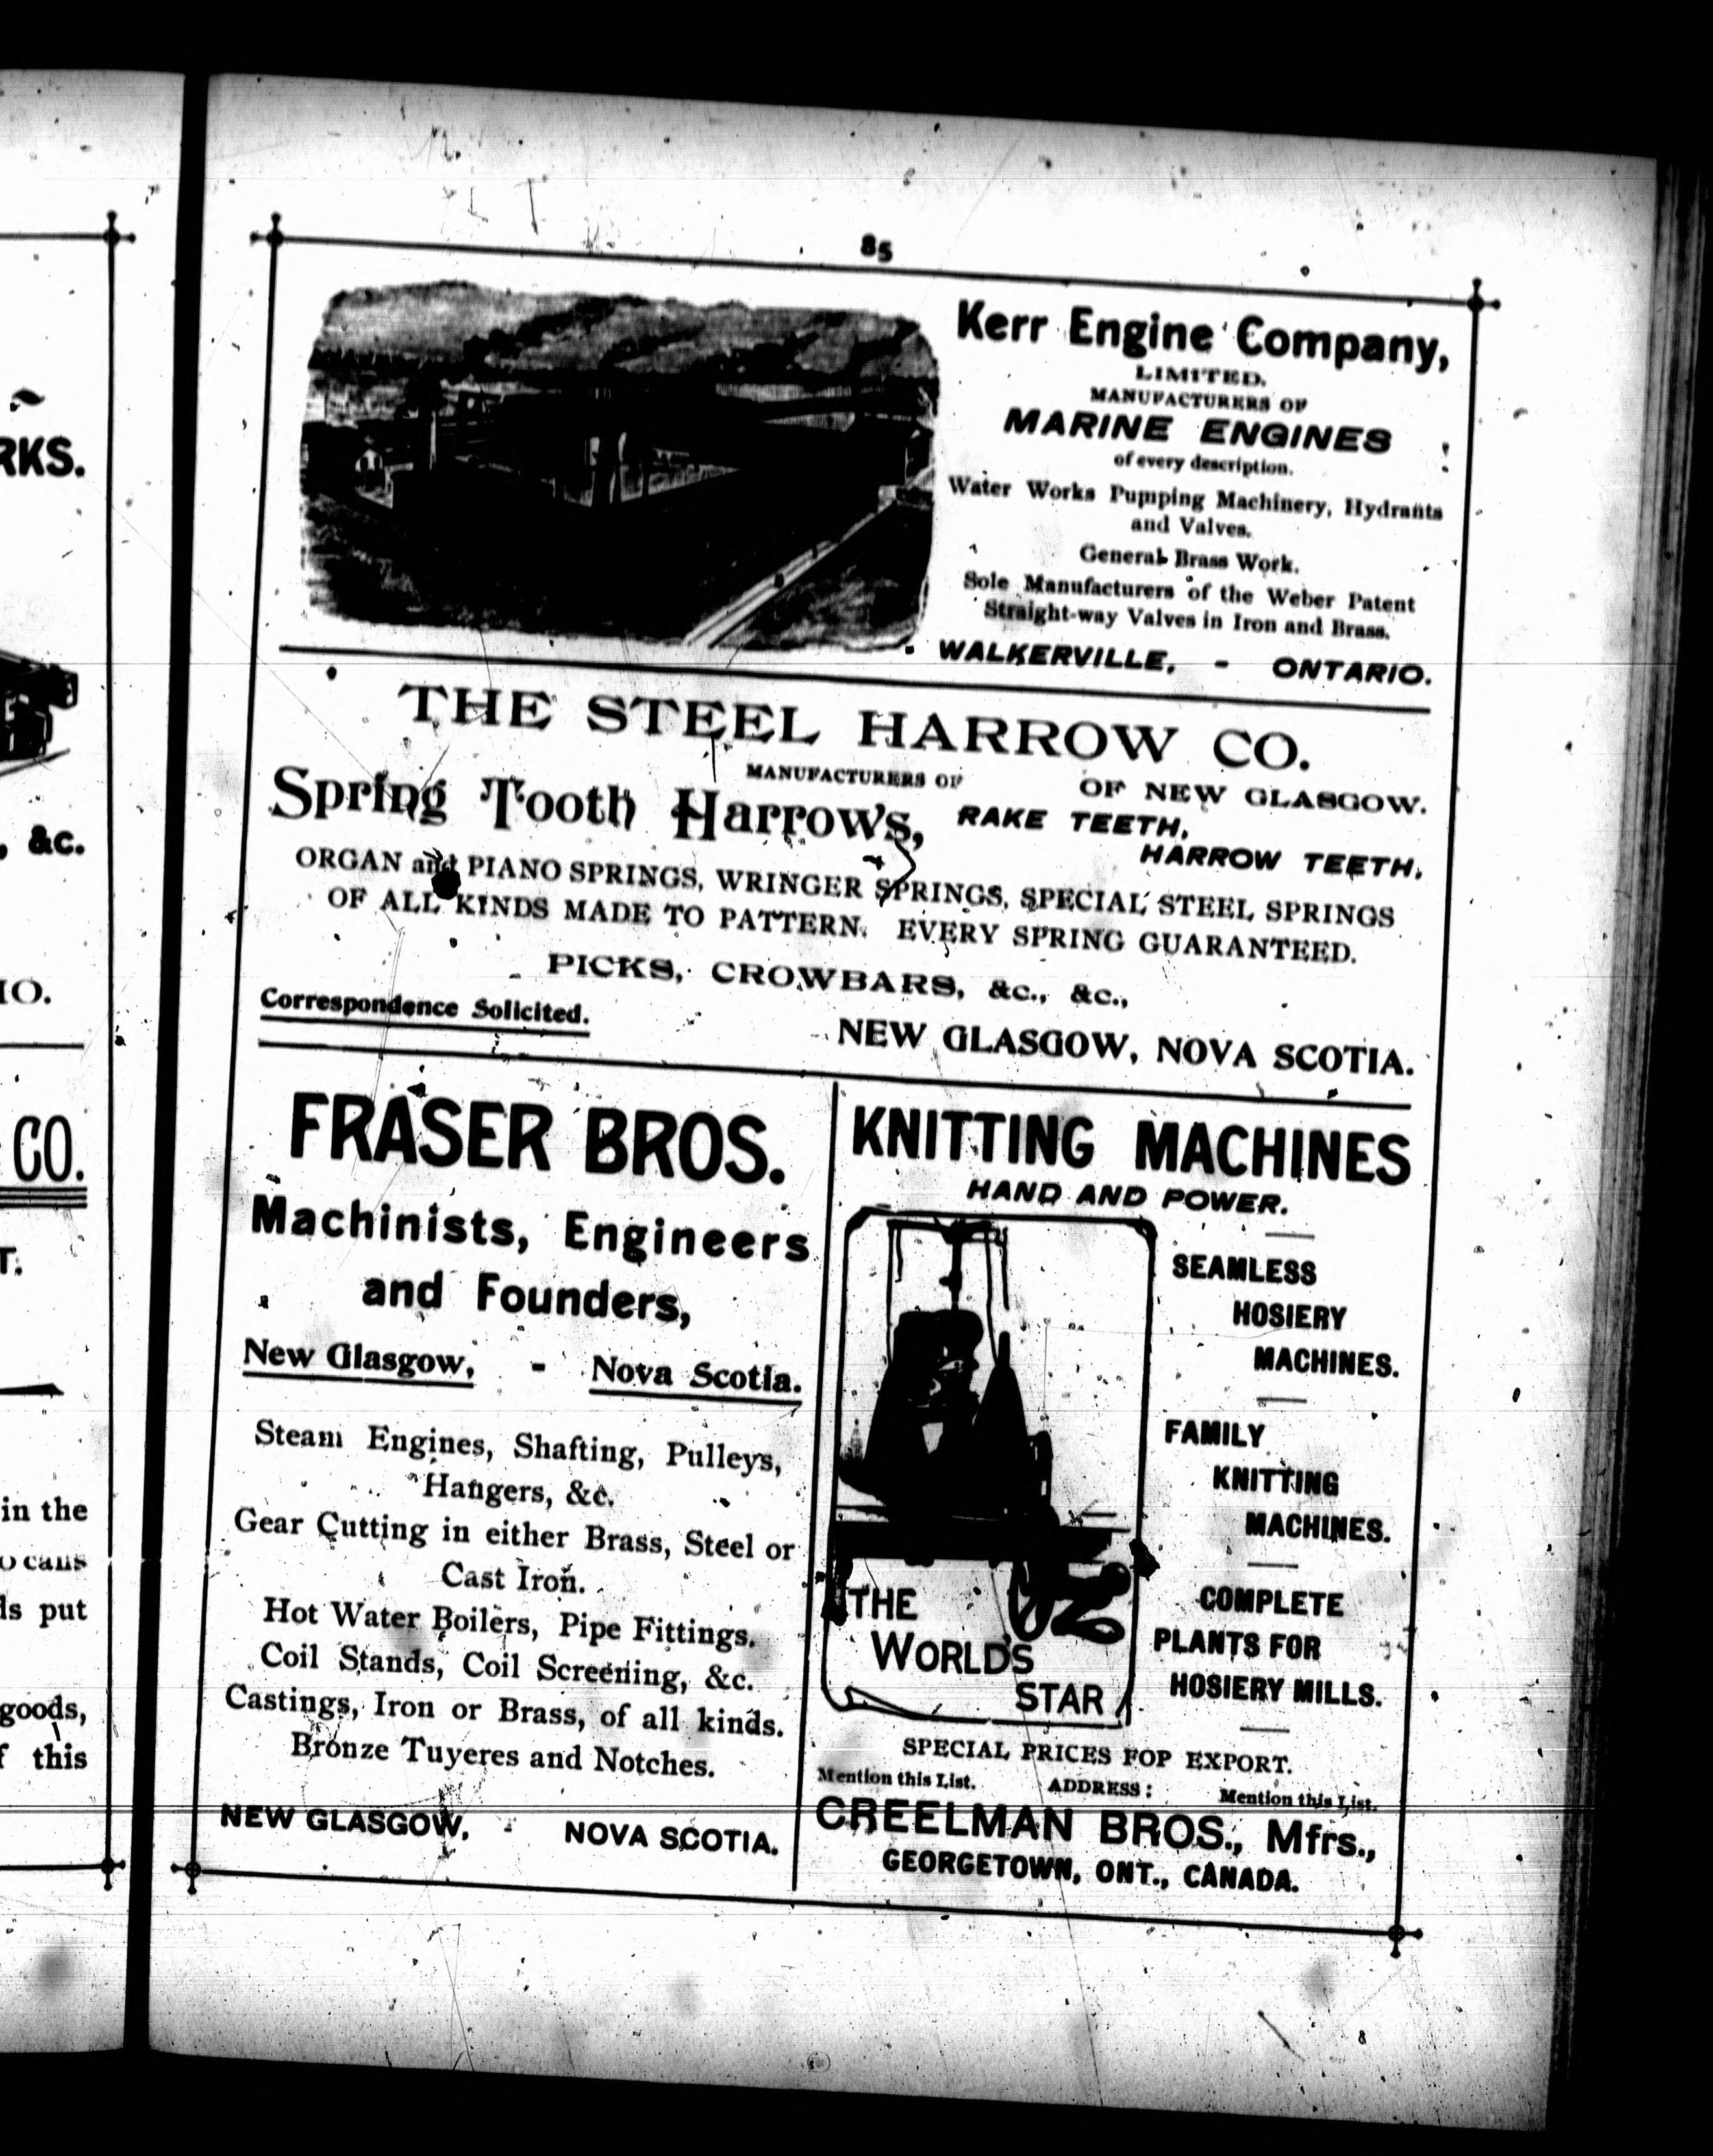 RKS.
, &c.
IO.
CO.
T.
in the
o cans
ls put
goods,
f this
85
Kerr Engine Company,
LIMITED.
MANUFACTURERS OF
MARINE ENGINES
of every description.
Water Works Pumping Machinery, Hydrants
and Valves.
General Brass Work.
Sole Manufacturers of the Weber Patent
Straight-way Valves in Iron and Brass.
WALKERVILLE, - ONTARIO.
THE STEEL HARROW CO.
MANUFACTURERS OF OF NEW GLASGOW.
Spring Tooth Harrows, RAKE TEETH,
HARROW TEETH,
ORGAN and PIANO SPRINGS, WRINGER SPRINGS, SPECIAL STEEL SPRINGS
OF ALL KINDS MADE TO PATTERN. EVERY SPRING GUARANTEED.
PICKS, CROWBARS, &c., &c.,
Correspondence Solicited.
NEW GLASGOW, NOVA SCOTIA.
FRASER BROS.
Machinists, Engineers
and Founders,
New Glasgow, - Nova Scotia.
Steam Engines, Shafting, Pulleys,
Hangers, &c.
Gear Cutting in either Brass, Steel or
Cast Iron.
Hot Water Boilers, Pipe Fittings.
Coil Stands, Coil Screening, &c.
Castings, Iron or Brass, of all kinds.
Bronze Tuyeres and Notches.
NEW GLASGOW, - NOVA SCOTIA.
KNITTING MACHINES
HAND AND POWER.
SEAMLESS
HOSIERY
MACHINES.
FAMILY
KNITTING
MACHINES.
COMPLETE
PLANTS FOR
HOSIERY MILLS.
THE
WORLD'S
STAR
SPECIAL PRICES FOP EXPORT.
Mention this List. ADDRESS: Mention this List.
CREELMAN BROS., Mfrs.,
GEORGETOWN, ONT., CANADA.